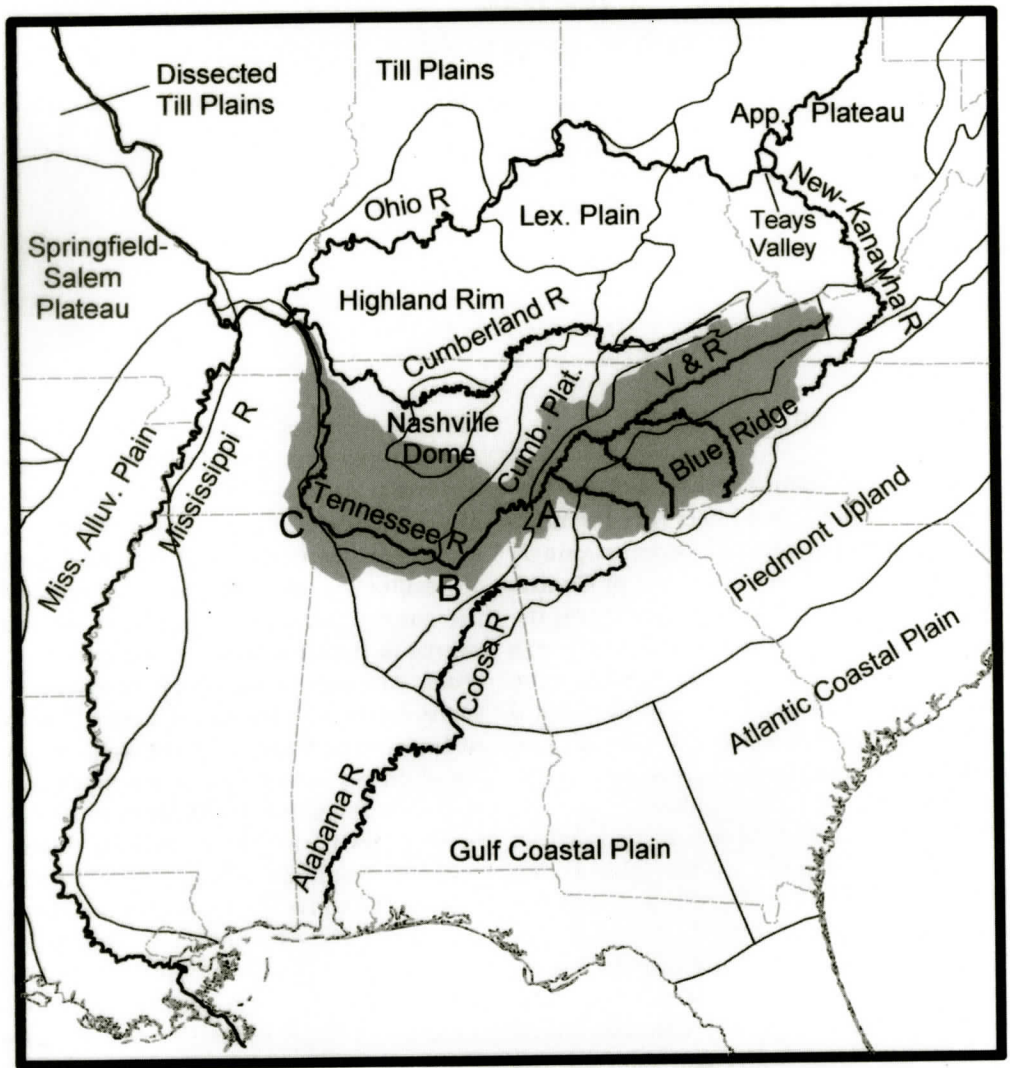 Dissected
Till Plains
Till Plains
App. Plateau
New-Kanawha R
Ohio R
Lex. Plain
Teays
Valley
Springfield-
Salem
Plateau
Highland Rim
Cumberland R
V & R
Nashville
Dome
Cumb. Plat.
Blue Ridge
Miss. Alluv. Plain
Mississippi R
Tennessee R
A
C
B
Piedmont Upland
Coosa R
Atlantic Coastal Plain
Alabama R
Gulf Coastal Plain